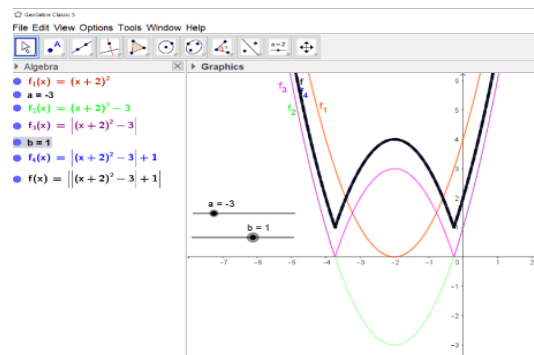 GeoGebra Classic 5
File Edit View Options Tools Window Help
A
a=2
Algebra
Graphics
f₁(x) = (x + 2)²
a = -3
f₂(x) = (x + 2)² − 3
f₃(x) = |(x + 2)² − 3|
b = 1
f₄(x) = |(x + 2)² − 3| + 1
f(x) = ||(x + 2)² − 3| + 1|
a = -3
b = 1
f₃
f
f₄
f₂
f₁
6
5
4
3
2
1
0
-7 -6 -5 -4 -3 -2 -1 0 1
-1
-2
-3